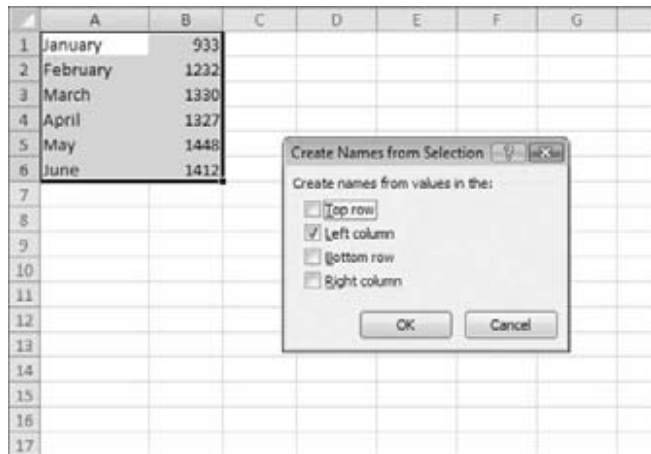 A B C D E F G
1 January 933
2 February 1232
3 March 1330
4 April 1327
5 May 1448
6 June 1412
7
8
9
10
11
12
13
14
15
16
17
Create Names from Selection ? X
Create names from values in the:
Top row
Left column
Bottom row
Right column
OK Cancel